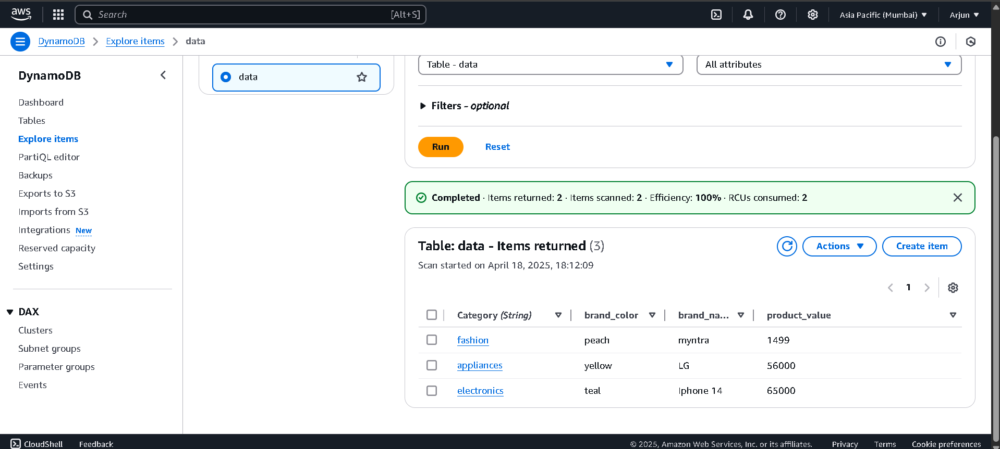 aws
Search [Alt+S]
Asia Pacific (Mumbai) Arjun
DynamoDB Explore items data
DynamoDB
Dashboard
Tables
Explore items
PartiQL editor
Backups
Exports to S3
Imports from S3
Integrations New
Reserved capacity
Settings
DAX
Clusters
Subnet groups
Parameter groups
Events
data
Table - data All attributes
Filters - optional
Run Reset
Completed · Items returned: 2 · Items scanned: 2 · Efficiency: 100% · RCUs consumed: 2
Table: data - Items returned (3)
Actions Create item
Scan started on April 18, 2025, 18:12:09
1
Category (String) brand_color brand_na... product_value
fashion peach myntra 1499
appliances yellow LG 56000
electronics teal Iphone 14 65000
CloudShell Feedback © 2025, Amazon Web Services, Inc. or its affiliates. Privacy Terms Cookie preferences